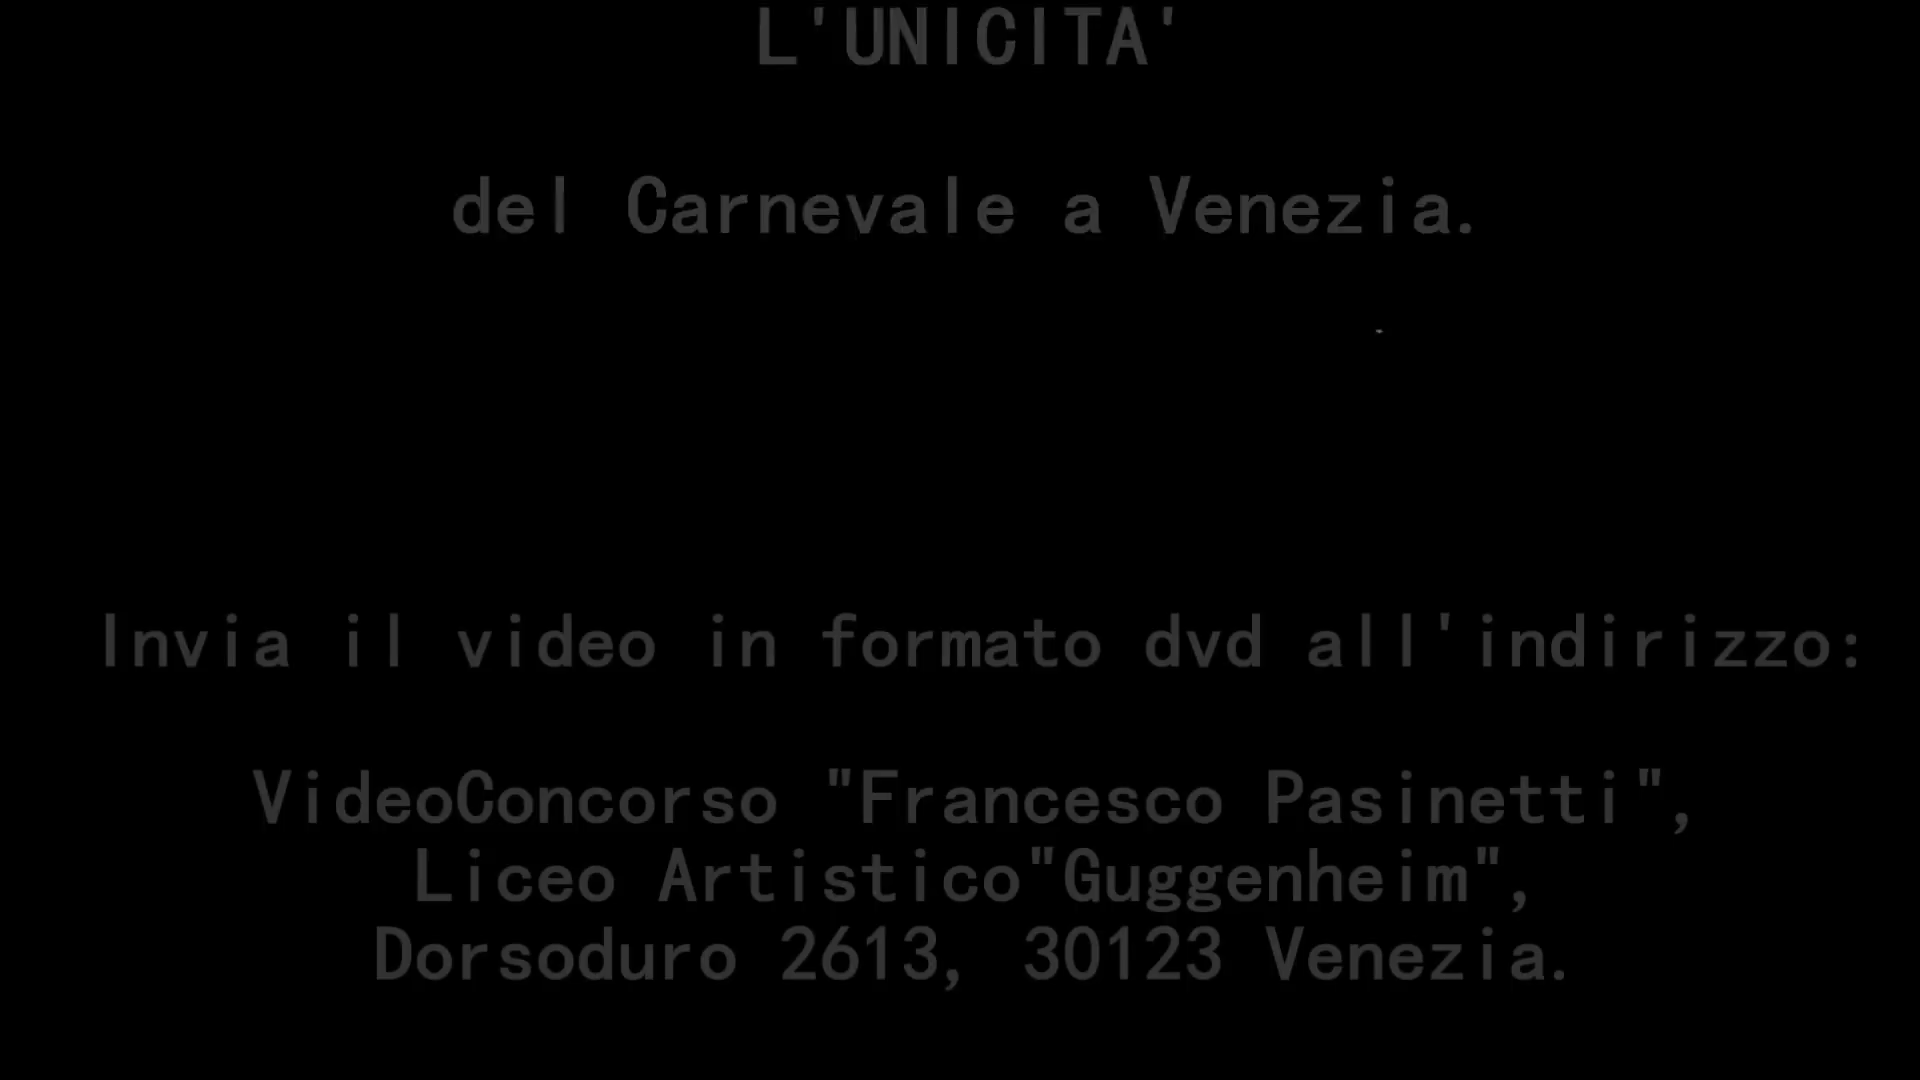 L'UNICITA'
del Carnevale a Venezia.
Invia il video in formato dvd all'indirizzo:
VideoConcorso "Francesco Pasinetti",
Liceo Artistico"Guggenheim",
Dorsoduro 2613, 30123 Venezia.